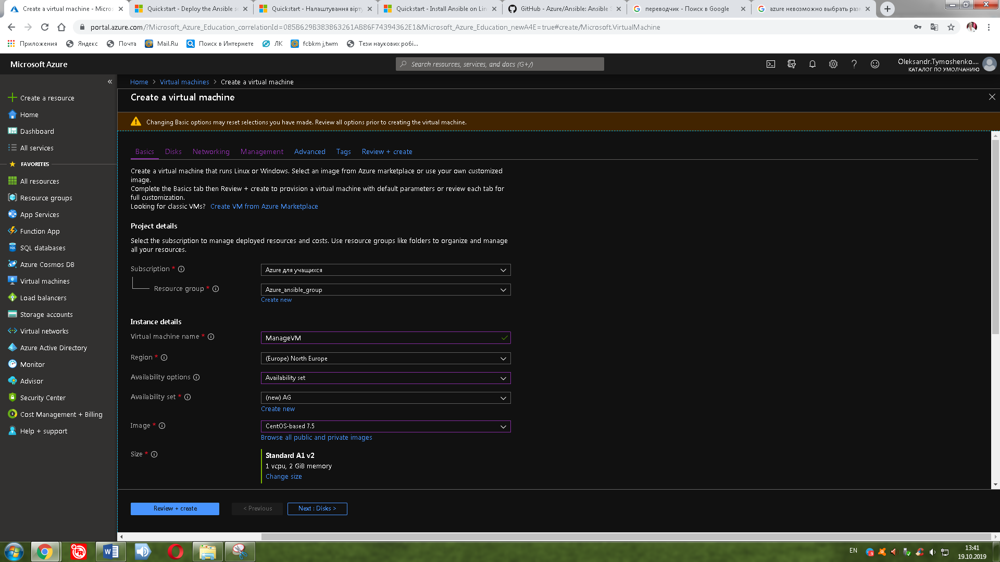 Create a virtual machine - Micros
Quickstart - Deploy the Ansible s
Quickstart - Налаштування вірту
Quickstart - Install Ansible on Lin
GitHub - Azure/Ansible: Ansible
переводчик - Поиск в Google
azure невозможно выбрать раз
portal.azure.com/?Microsoft_Azure_Education_correlationId=085B629B383863261AB86F74394362E1&Microsoft_Azure_Education_newA4E=true#create/Microsoft.VirtualMachine
Приложения
Яндекс
Почта
Mail.Ru
Поиск в Интернете
ЛК
fcbkm j,twm
Тези наукових робі...
Microsoft Azure
Search resources, services, and docs (G+/)
Oleksandr.Tymoshenko....
КАТАЛОГ ПО УМОЛЧАНИЮ
Create a resource
Home
Dashboard
All services
FAVORITES
All resources
Resource groups
App Services
Function App
SQL databases
Azure Cosmos DB
Virtual machines
Load balancers
Storage accounts
Virtual networks
Azure Active Directory
Monitor
Advisor
Security Center
Cost Management + Billing
Help + support
Home > Virtual machines > Create a virtual machine
Create a virtual machine
Changing Basic options may reset selections you have made. Review all options prior to creating the virtual machine.
Basics Disks Networking Management Advanced Tags Review + create
Create a virtual machine that runs Linux or Windows. Select an image from Azure marketplace or use your own customized
image.
Complete the Basics tab then Review + create to provision a virtual machine with default parameters or review each tab for
full customization.
Looking for classic VMs? Create VM from Azure Marketplace
Project details
Select the subscription to manage deployed resources and costs. Use resource groups like folders to organize and manage
all your resources.
Subscription * Azure для учащихся
Resource group * Azure_ansible_group
Create new
Instance details
Virtual machine name * ManageVM
Region * (Europe) North Europe
Availability options Availability set
Availability set * (new) AG
Create new
Image * CentOS-based 7.5
Browse all public and private images
Size * Standard A1 v2
1 vcpu, 2 GiB memory
Change size
Review + create
< Previous
Next : Disks >
EN
13:41
19.10.2019